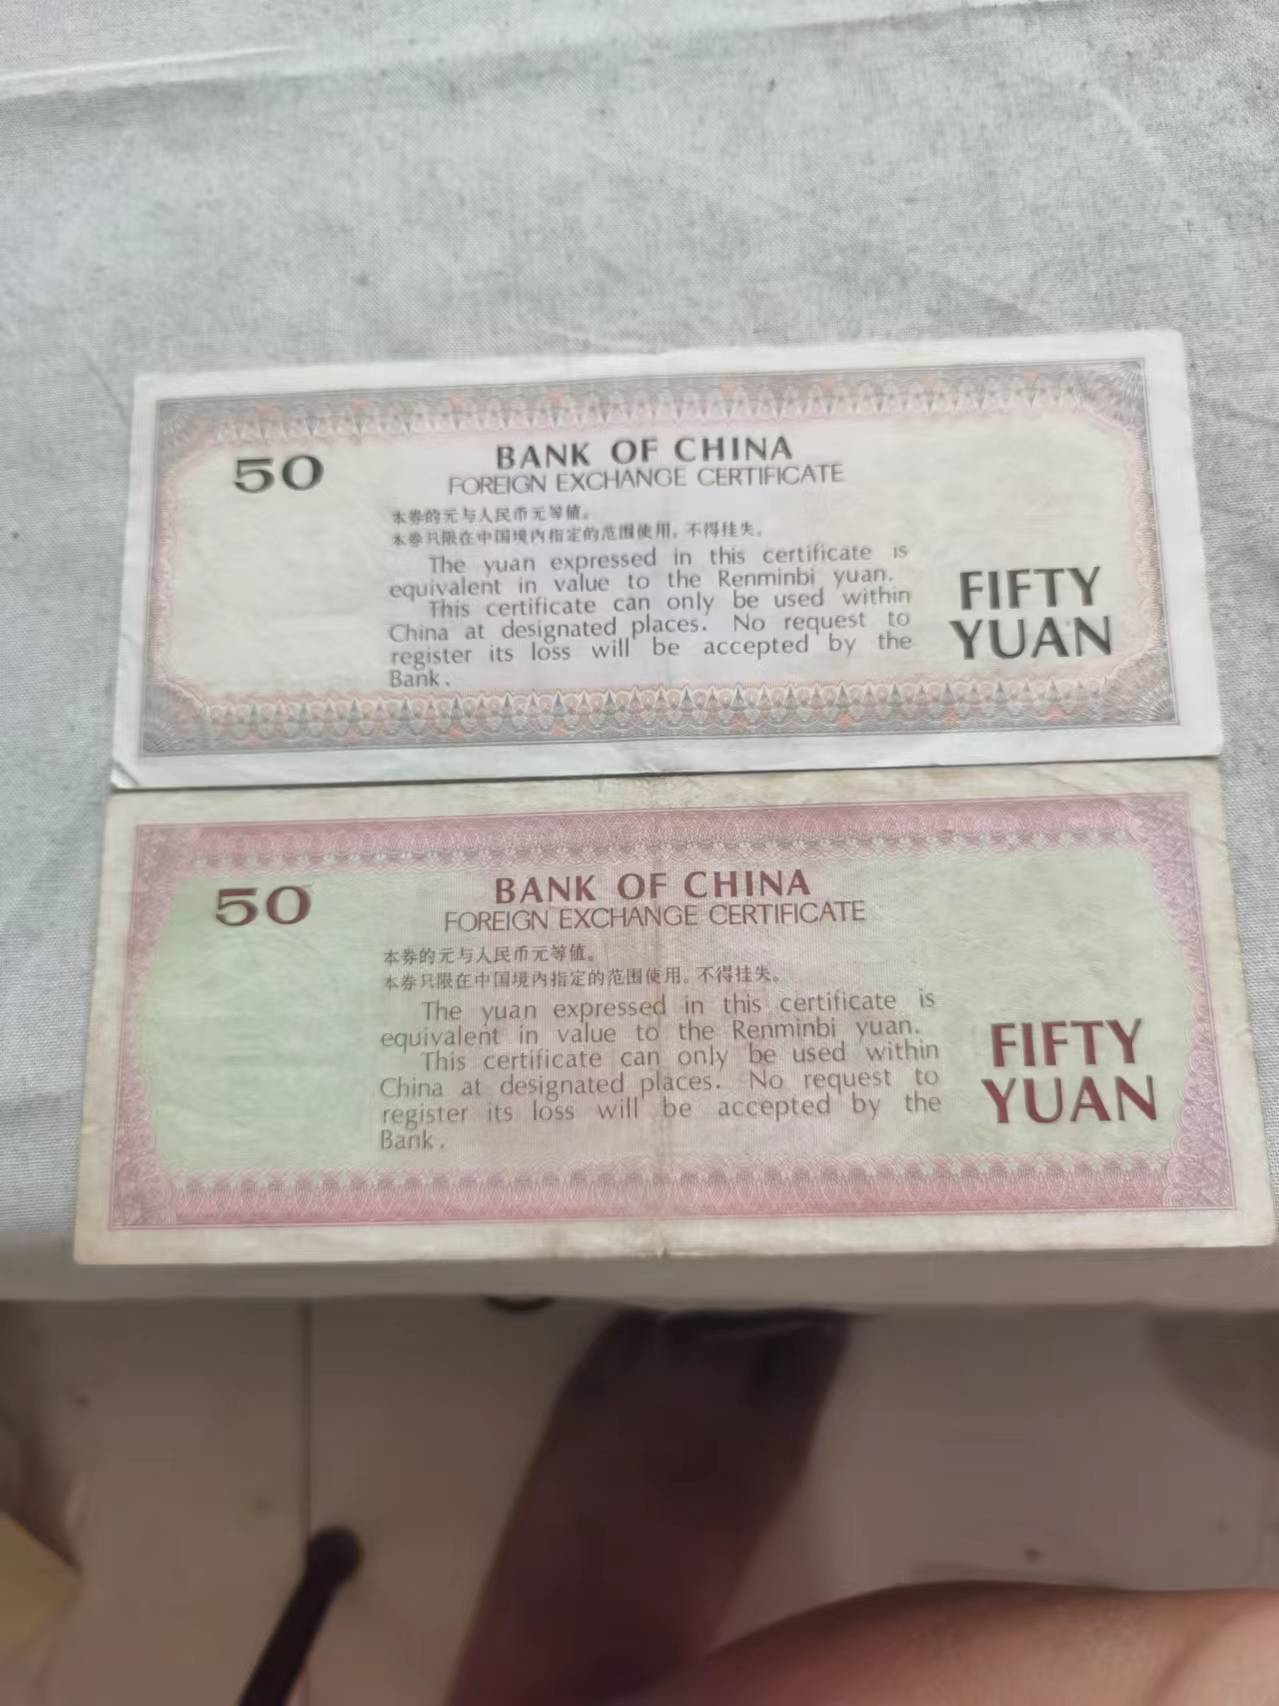 50
BANK OF CHINA
FOREIGN EXCHANGE CERTIFICATE
本券的元与人民币元等值。
本券只限在中国境内指定的范围使用，不得挂失。
The yuan expressed in this certificate is
equivalent in value to the Renminbi yuan.
This certificate can only be used within
China at designated places. No request to
register its loss will be accepted by the
Bank.
FIFTY
YUAN
50
BANK OF CHINA
FOREIGN EXCHANGE CERTIFICATE
本券的元与人民币元等值。
本券只限在中国境内指定的范围使用，不得挂失。
The yuan expressed in this certificate is
equivalent in value to the Renminbi yuan.
This certificate can only be used within
China at designated places. No request to
register its loss will be accepted by the
Bank.
FIFTY
YUAN